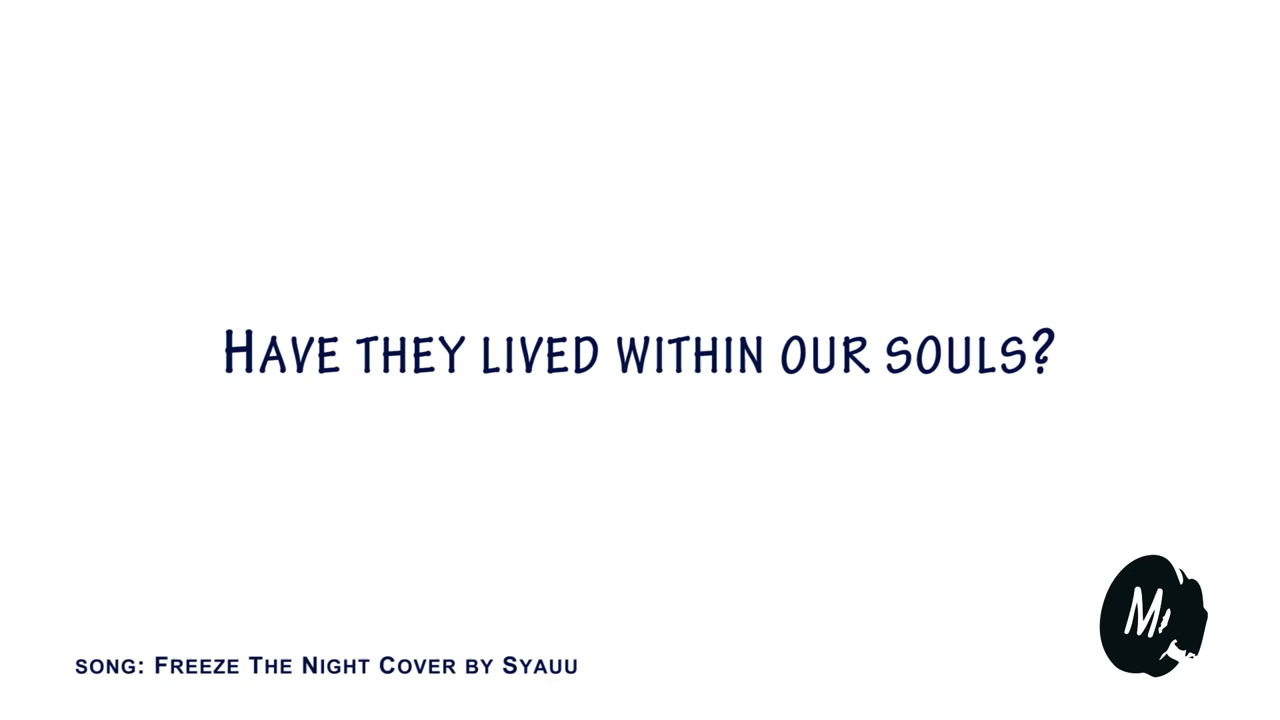 Have they lived within our souls?
M
song: Freeze The Night Cover by Syauu